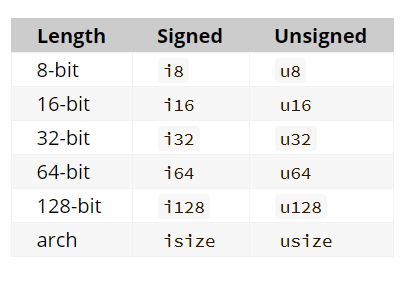 Length Signed Unsigned
8-bit i8 u8
16-bit i16 u16
32-bit i32 u32
64-bit i64 u64
128-bit i128 u128
arch isize usize